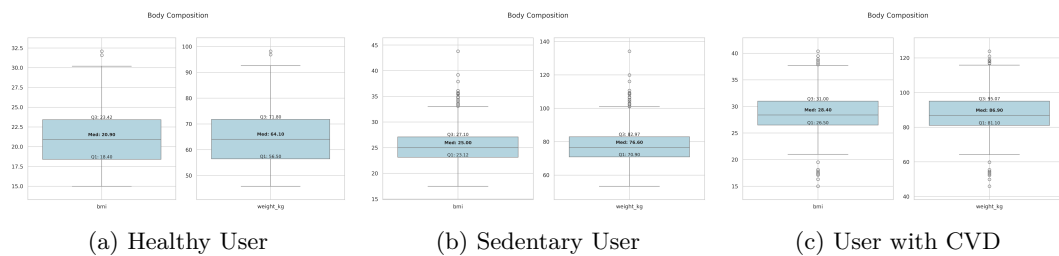 Body Composition
32.5
30.0
27.5
25.0
22.5
20.0
17.5
15.0
Q3: 23.42
Med: 20.90
Q1: 18.40
bmi
100
90
80
70
60
50
Q3: 71.80
Med: 64.10
Q1: 56.50
weight_kg
(a) Healthy User
Body Composition
45
40
35
30
25
20
15
Q3: 27.10
Med: 25.00
Q1: 23.12
bmi
140
120
100
80
60
Q3: 82.97
Med: 76.60
Q1: 70.90
weight_kg
(b) Sedentary User
Body Composition
40
35
30
25
20
15
Q3: 31.00
Med: 28.40
Q1: 26.50
bmi
120
100
80
60
40
Q3: 95.07
Med: 86.90
Q1: 81.10
weight_kg
(c) User with CVD